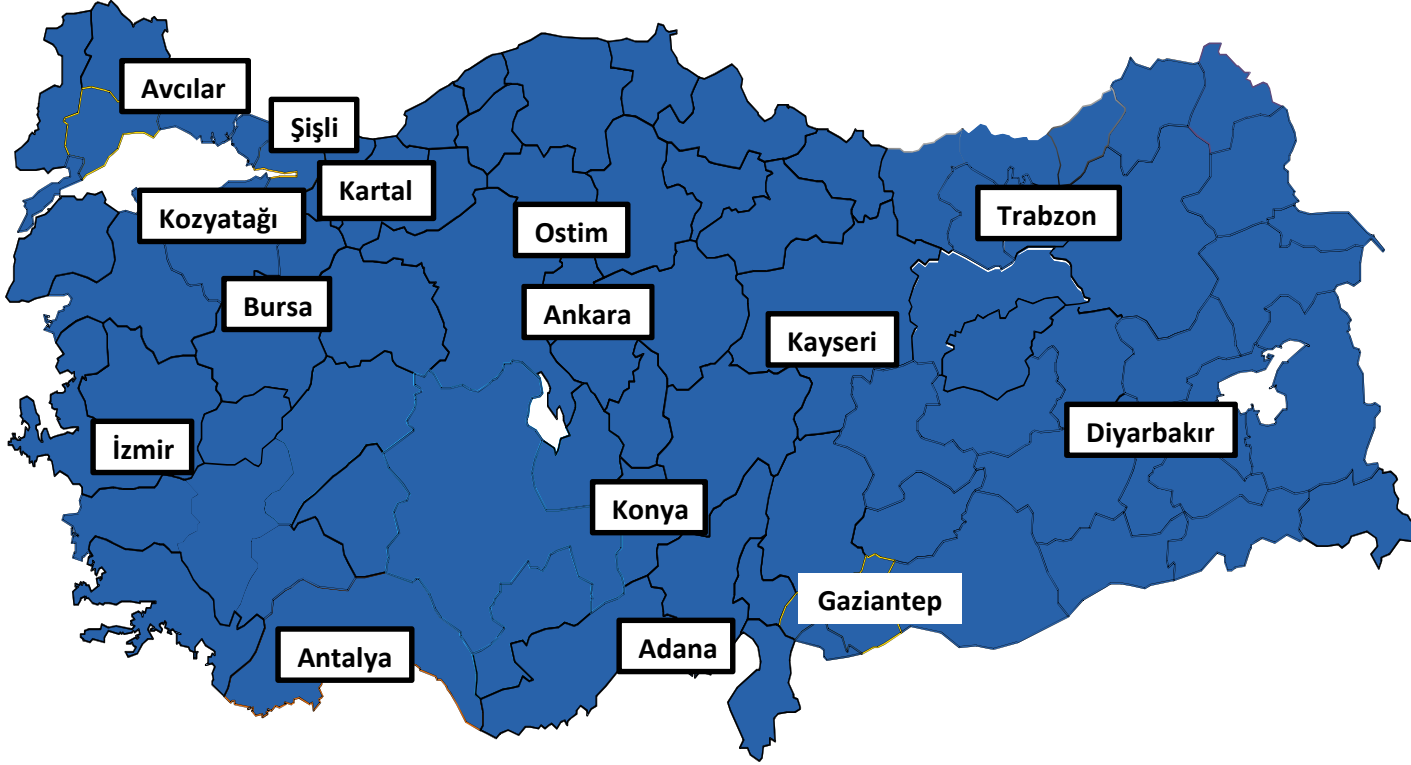 Avcılar
Şişli
Kartal
Kozyatağı
Ostim
Trabzon
Bursa
Ankara
Kayseri
İzmir
Diyarbakır
Konya
Gaziantep
Antalya
Adana